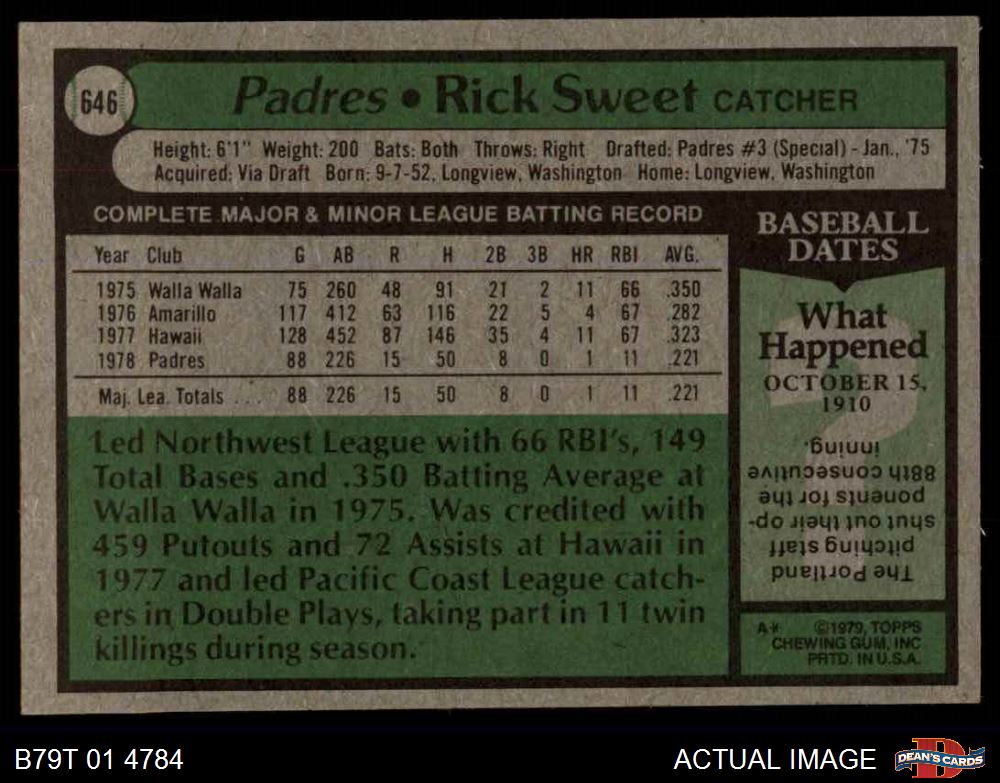 646
Padres • Rick Sweet CATCHER
Height: 6'1" Weight: 200 Bats: Both Throws: Right Drafted: Padres #3 (Special) - Jan., '75
Acquired: Via Draft Born: 9-7-52, Longview, Washington Home: Longview, Washington
COMPLETE MAJOR & MINOR LEAGUE BATTING RECORD
Year Club G AB R H 2B 3B HR RBI AVG.
1975 Walla Walla 75 260 48 91 21 2 11 66 .350
1976 Amarillo 117 412 63 116 22 5 4 67 .282
1977 Hawaii 128 452 87 146 35 4 11 67 .323
1978 Padres 88 226 15 50 8 0 1 11 .221
Maj. Lea. Totals ... 88 226 15 50 8 0 1 11 .221
Led Northwest League with 66 RBI's, 149
Total Bases and .350 Batting Average at
Walla Walla in 1975. Was credited with
459 Putouts and 72 Assists at Hawaii in
1977 and led Pacific Coast League catch-
ers in Double Plays, taking part in 11 twin
killings during season.
BASEBALL
DATES
What
Happened
OCTOBER 15,
1910
The Portland
pitching staff
shut out their op-
ponents for the
88th consecutive
inning.
A* ©1979, TOPPS
CHEWING GUM, INC
PRTD. IN U.S.A.
B79T 01 4784
ACTUAL IMAGE
DEAN'S CARDS